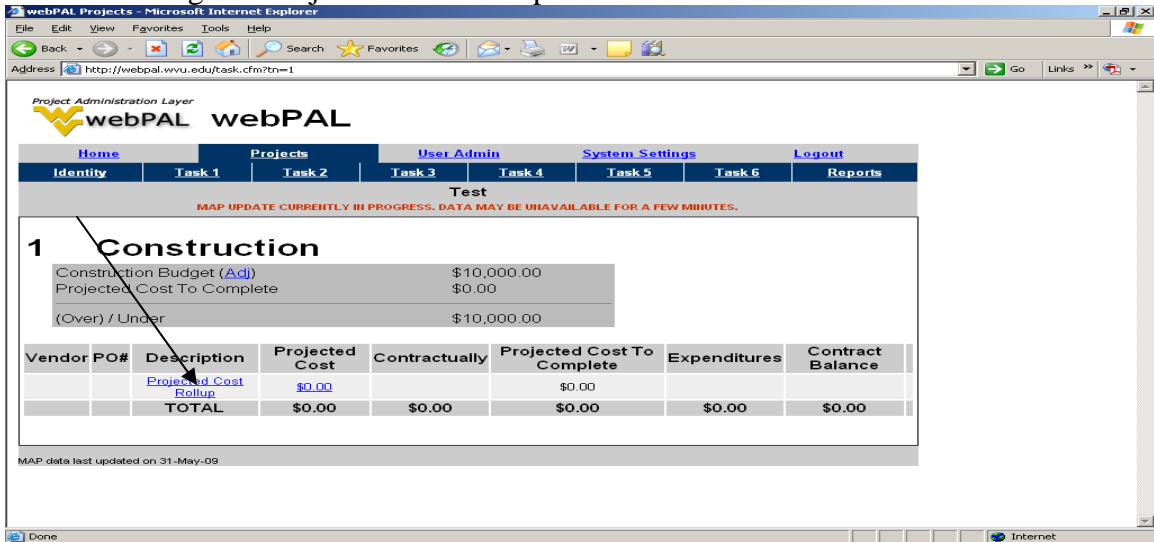 webPAL Projects - Microsoft Internet Explorer
File Edit View Favorites Tools Help
Back Search Favorites
Address http://webpal.wvu.edu/task.cfm?tn=1 Go Links »
Project Administration Layer
webPAL webPAL
Home Projects User Admin System Settings Logout
Identity Task 1 Task 2 Task 3 Task 4 Task 5 Task 6 Reports
Test
MAP UPDATE CURRENTLY IN PROGRESS. DATA MAY BE UNAVAILABLE FOR A FEW MINUTES.
1 Construction
Construction Budget (Adj) $10,000.00
Projected Cost To Complete $0.00
(Over) / Under $10,000.00
Vendor PO# Description Projected Cost Contractually Projected Cost To Complete Expenditures Contract Balance
Projected Cost Rollup $0.00 $0.00
TOTAL $0.00 $0.00 $0.00 $0.00 $0.00
MAP data last updated on 31-May-09
Done Internet